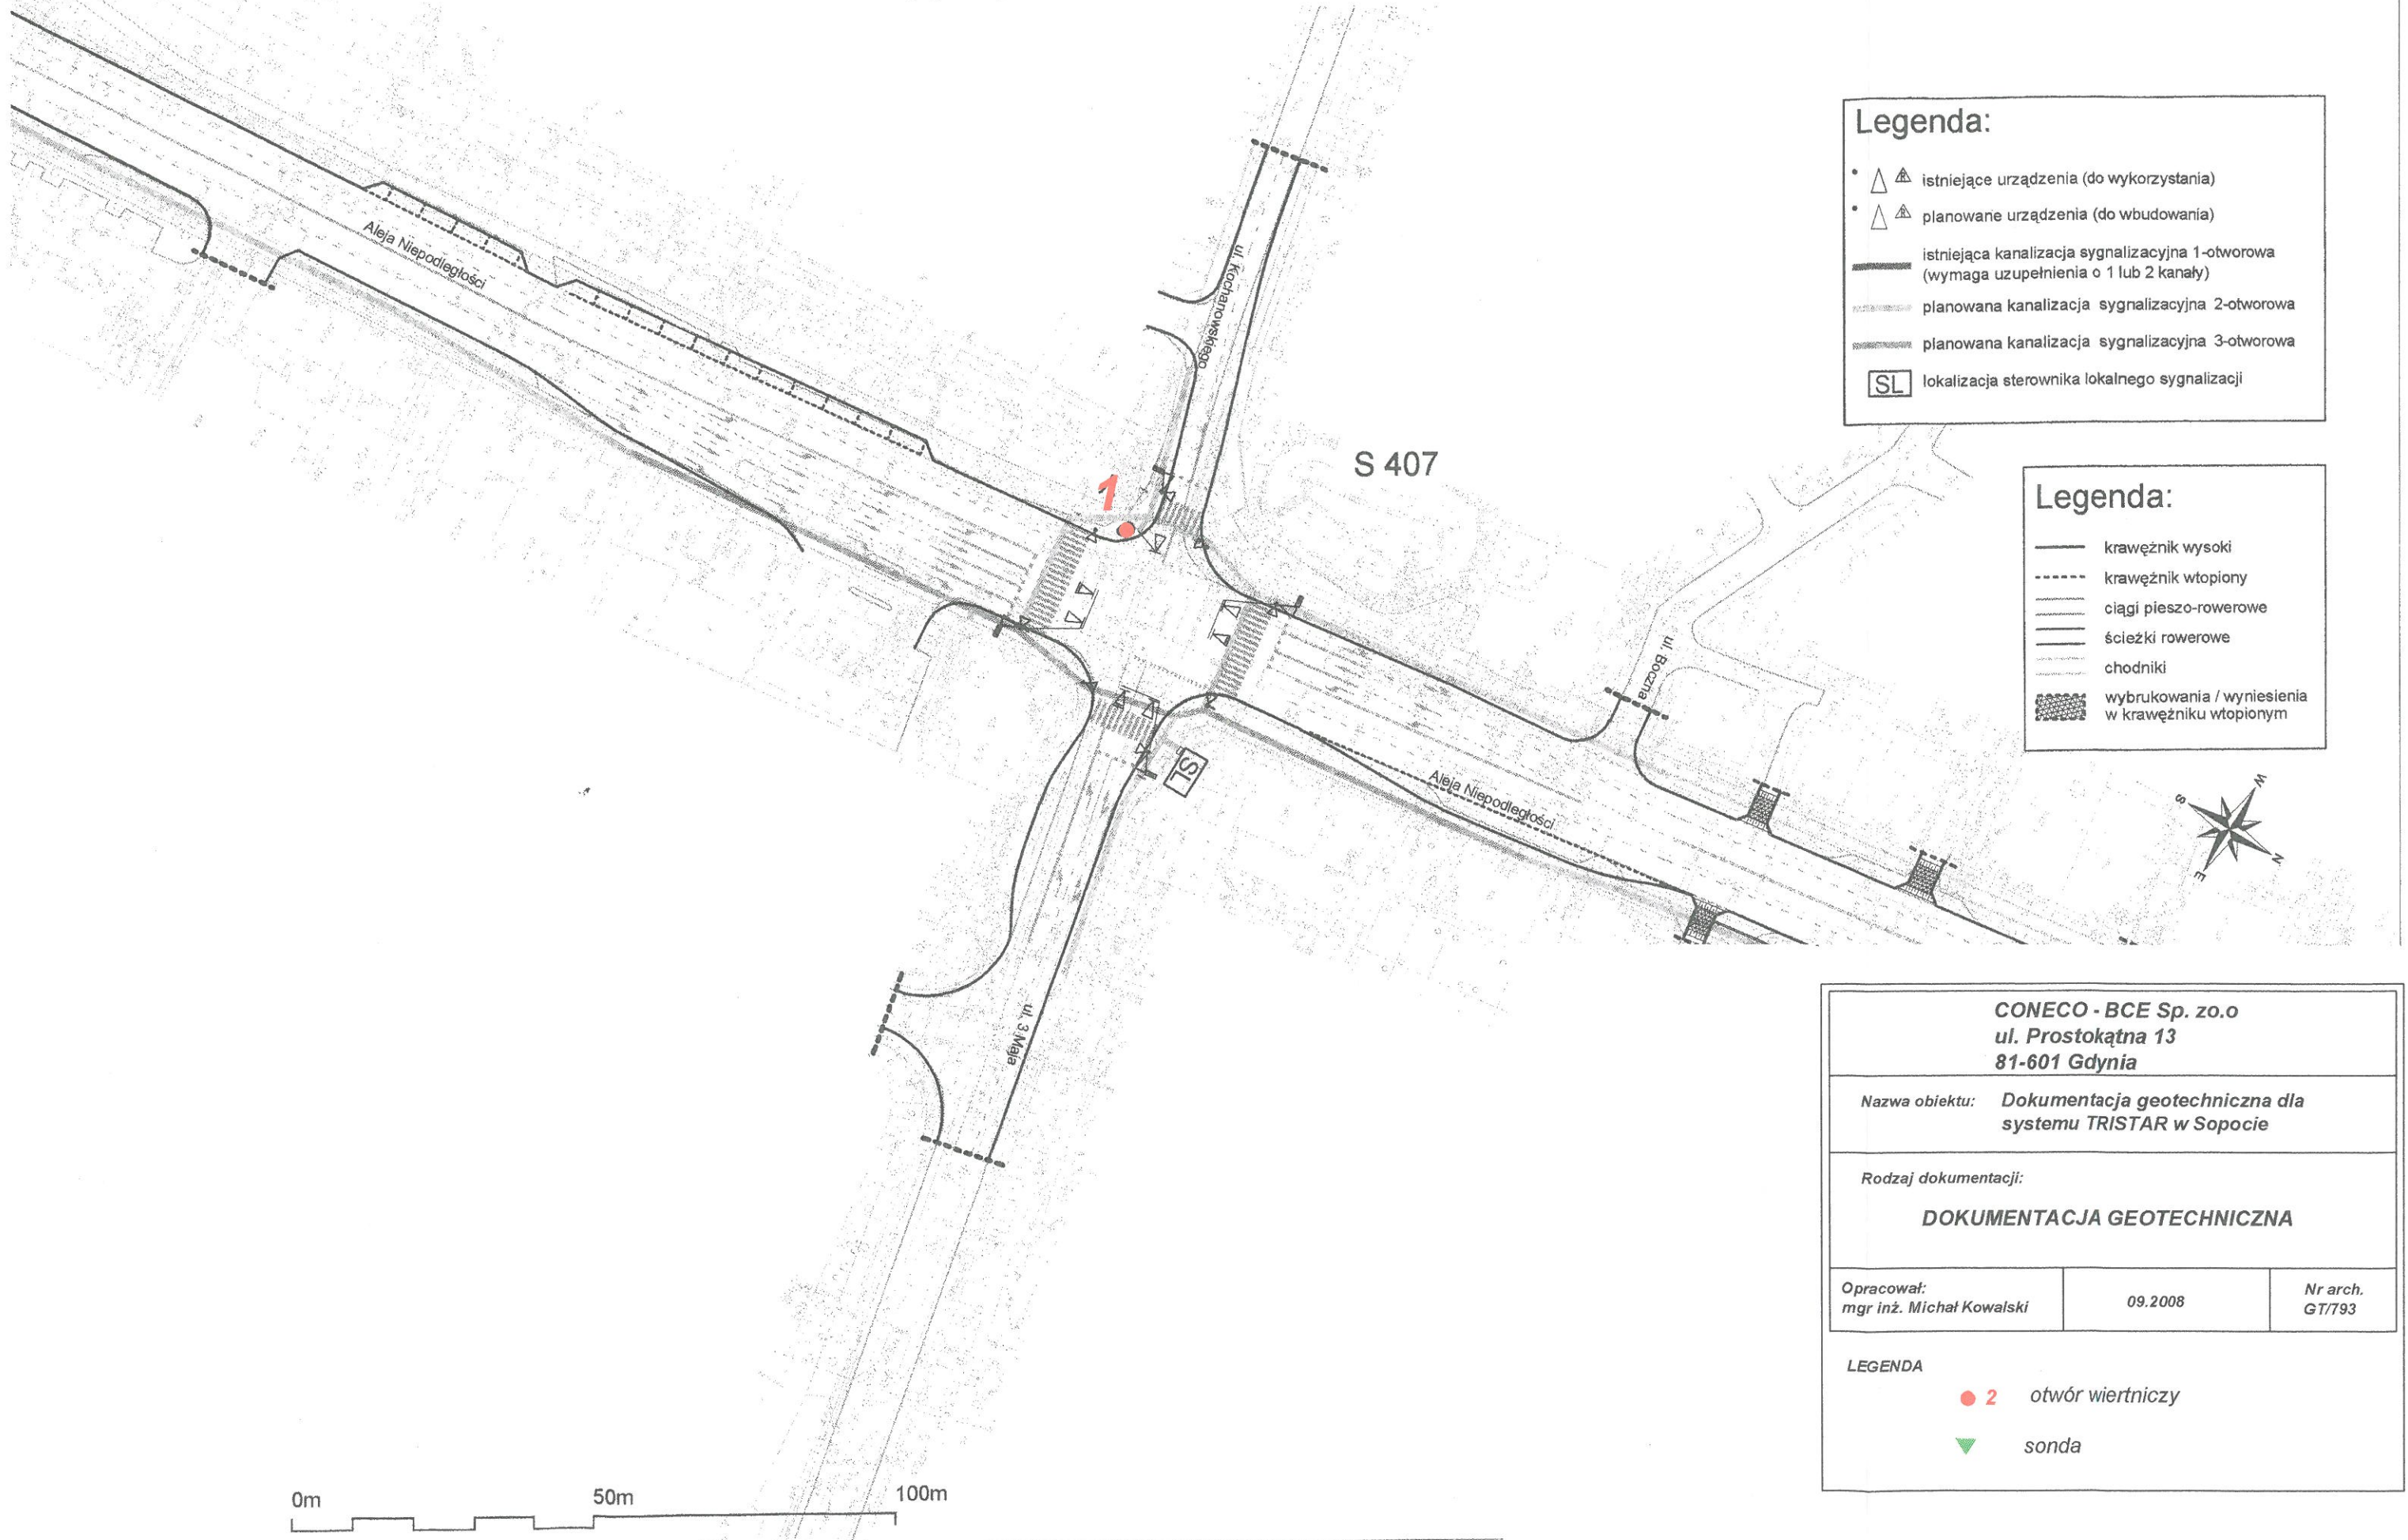 Aleja Niepodległości
ul. Kochanowskiego
1
S 407
Aleja Niepodległości
ul. Boczna
SL
ul. 3 Maja
0m 50m 100m
Legenda:
istniejące urządzenia (do wykorzystania)
planowane urządzenia (do wbudowania)
istniejąca kanalizacja sygnalizacyjna 1-otworowa
(wymaga uzupełnienia o 1 lub 2 kanały)
planowana kanalizacja sygnalizacyjna 2-otworowa
planowana kanalizacja sygnalizacyjna 3-otworowa
SL lokalizacja sterownika lokalnego sygnalizacji
Legenda:
krawężnik wysoki
krawężnik wtopiony
ciągi pieszo-rowerowe
ścieżki rowerowe
chodniki
wybrukowania / wyniesienia
w krawężniku wtopionym
W
S
N
E
CONECO - BCE Sp. zo.o
ul. Prostokątna 13
81-601 Gdynia
Nazwa obiektu: Dokumentacja geotechniczna dla
systemu TRISTAR w Sopocie
Rodzaj dokumentacji:
DOKUMENTACJA GEOTECHNICZNA
Opracował:
mgr inż. Michał Kowalski
09.2008
Nr arch.
GT/793
LEGENDA
2 otwór wiertniczy
sonda